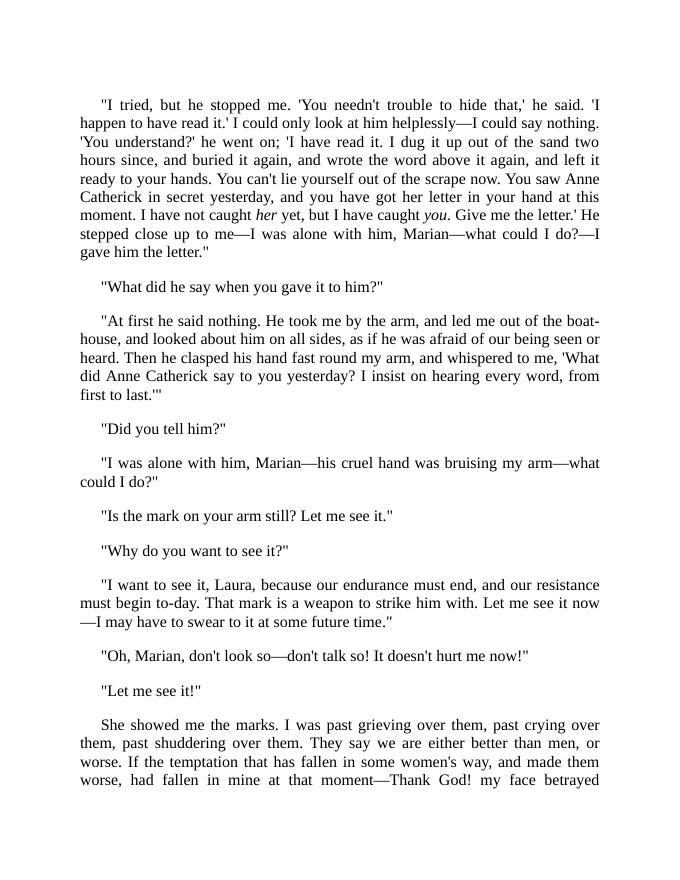 "I tried, but he stopped me. 'You needn't trouble to hide that,' he said. 'I
happen to have read it.' I could only look at him helplessly—I could say nothing.
'You understand?' he went on; 'I have read it. I dug it up out of the sand two
hours since, and buried it again, and wrote the word above it again, and left it
ready to your hands. You can't lie yourself out of the scrape now. You saw Anne
Catherick in secret yesterday, and you have got her letter in your hand at this
moment. I have not caught her yet, but I have caught you. Give me the letter.' He
stepped close up to me—I was alone with him, Marian—what could I do?—I
gave him the letter."
"What did he say when you gave it to him?"
"At first he said nothing. He took me by the arm, and led me out of the boat-
house, and looked about him on all sides, as if he was afraid of our being seen or
heard. Then he clasped his hand fast round my arm, and whispered to me, 'What
did Anne Catherick say to you yesterday? I insist on hearing every word, from
first to last.'"
"Did you tell him?"
"I was alone with him, Marian—his cruel hand was bruising my arm—what
could I do?"
"Is the mark on your arm still? Let me see it."
"Why do you want to see it?"
"I want to see it, Laura, because our endurance must end, and our resistance
must begin to-day. That mark is a weapon to strike him with. Let me see it now
—I may have to swear to it at some future time."
"Oh, Marian, don't look so—don't talk so! It doesn't hurt me now!"
"Let me see it!"
She showed me the marks. I was past grieving over them, past crying over
them, past shuddering over them. They say we are either better than men, or
worse. If the temptation that has fallen in some women's way, and made them
worse, had fallen in mine at that moment—Thank God! my face betrayed